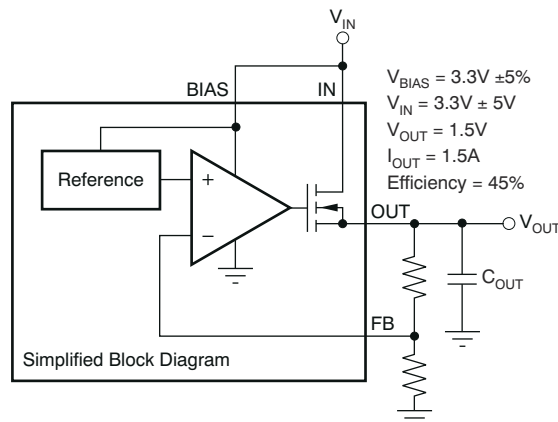 V_IN
BIAS
IN
V_BIAS = 3.3V ±5%
V_IN = 3.3V ± 5V
V_OUT = 1.5V
I_OUT = 1.5A
Efficiency = 45%
Reference
+
−
OUT
V_OUT
C_OUT
FB
Simplified Block Diagram